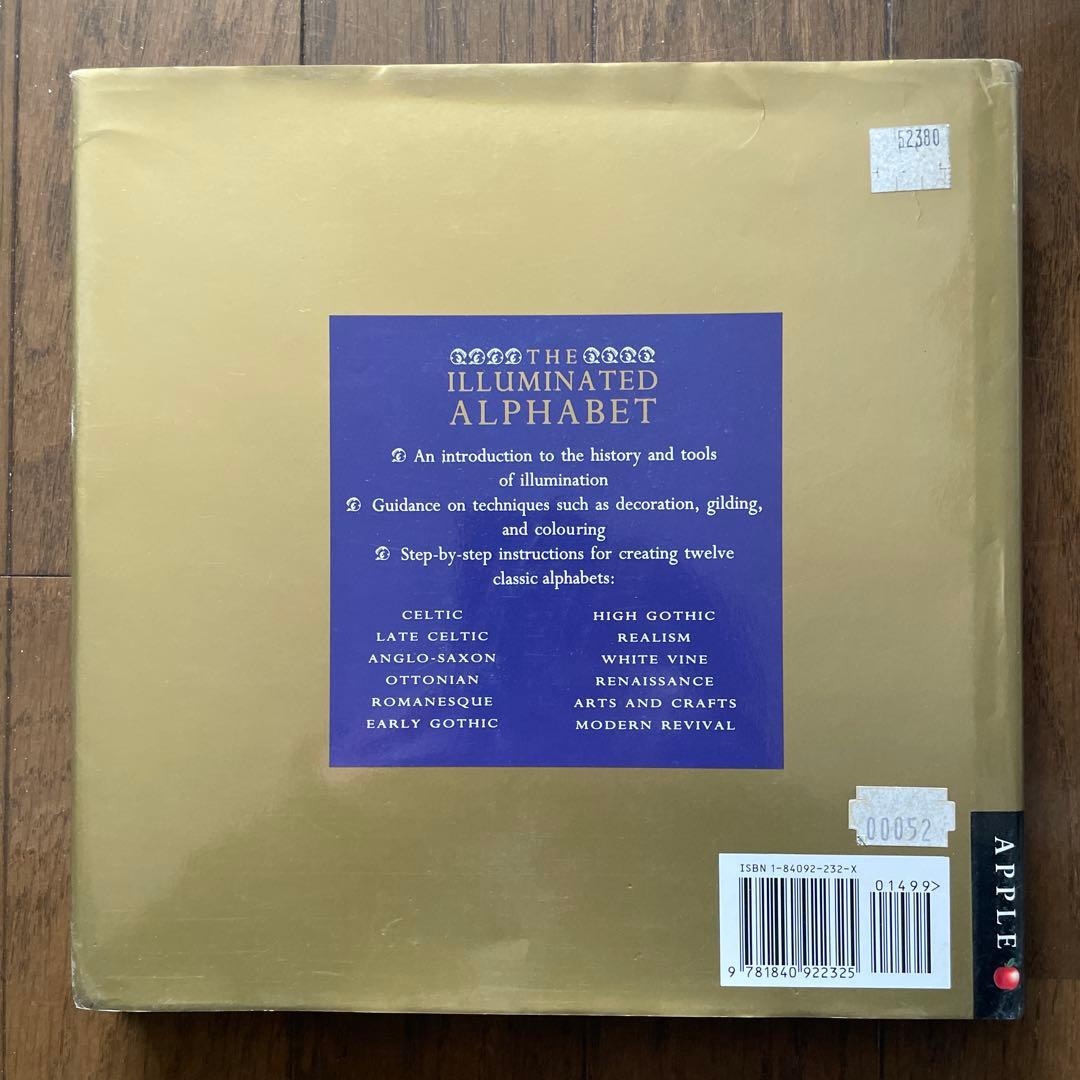 52380
THE
ILLUMINATED
ALPHABET
An introduction to the history and tools
of illumination
Guidance on techniques such as decoration, gilding,
and colouring
Step-by-step instructions for creating twelve
classic alphabets:
CELTIC
LATE CELTIC
ANGLO-SAXON
OTTONIAN
ROMANESQUE
EARLY GOTHIC
HIGH GOTHIC
REALISM
WHITE VINE
RENAISSANCE
ARTS AND CRAFTS
MODERN REVIVAL
00052
ISBN 1-84092-232-X
01499>
9 781840 922325
APPLE